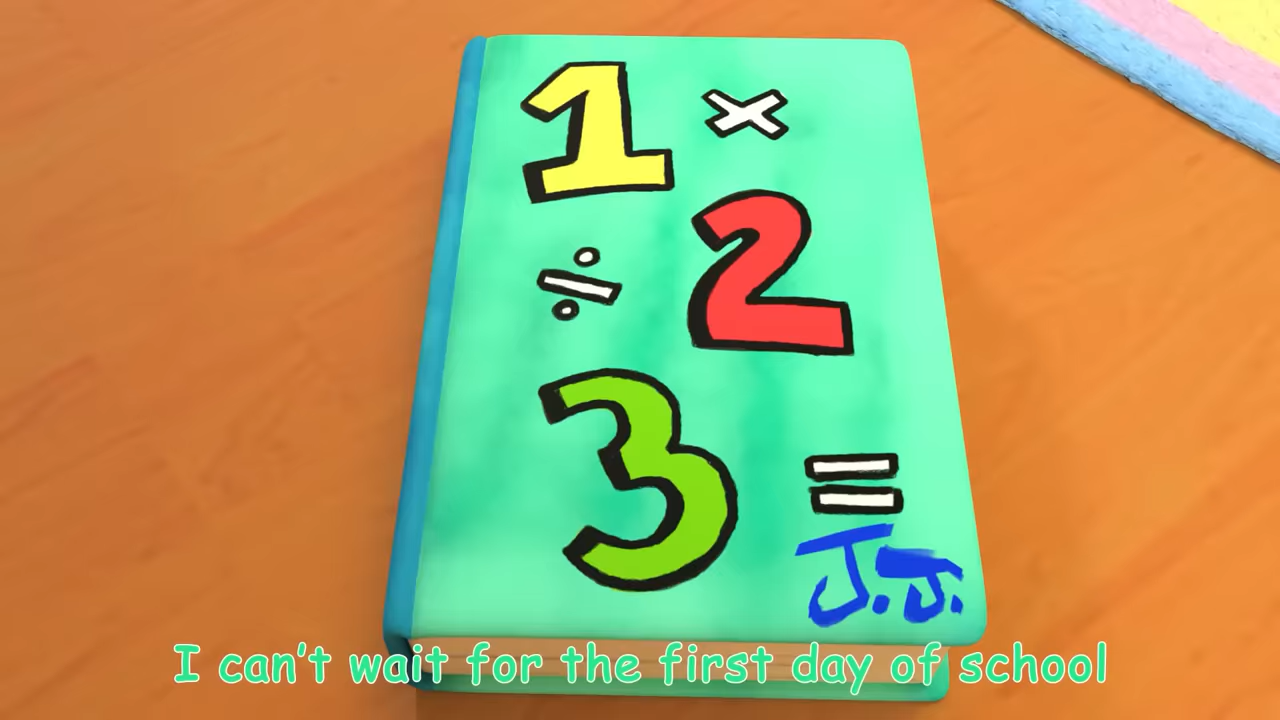 1 ×
÷ 2
3 =
J.J.
I can't wait for the first day of school